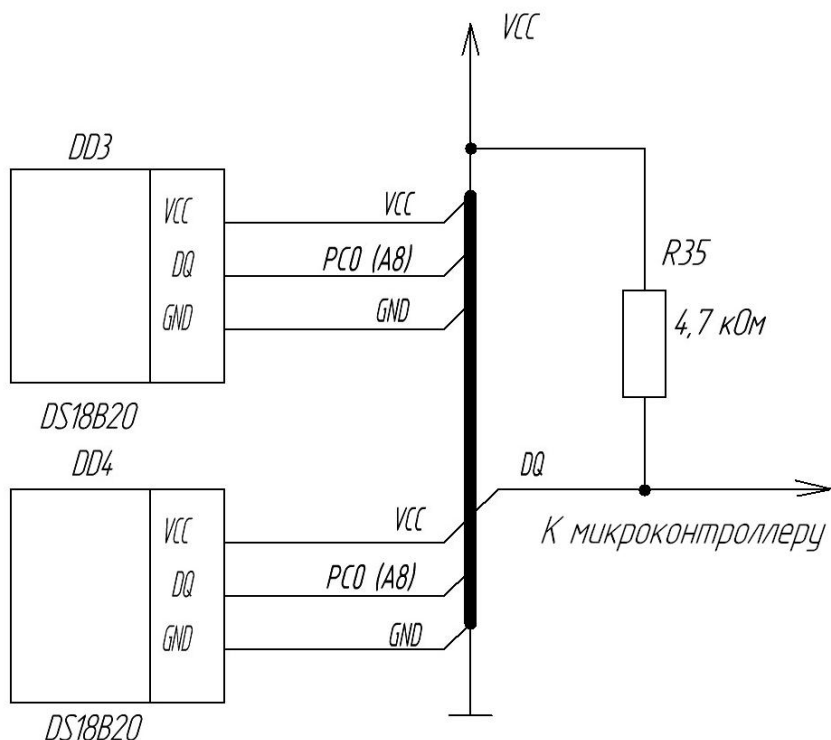 VCC
DD3
VCC
VCC
DQ
PC0 (A8)
GND
GND
R35
4,7 кОм
DS18B20
DD4
DQ
VCC
VCC
К микроконтроллеру
DQ
PC0 (A8)
GND
GND
DS18B20